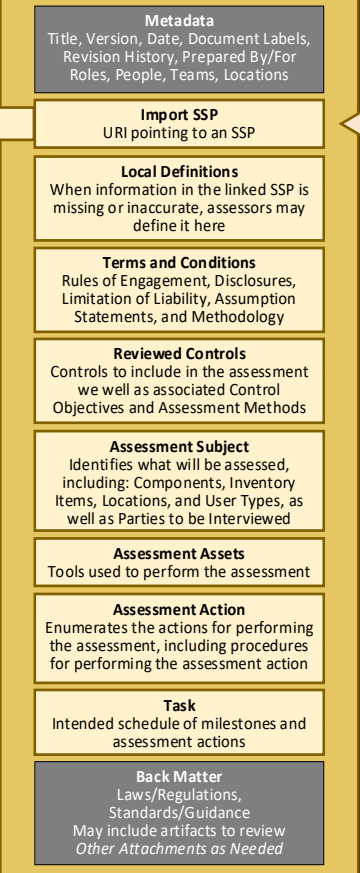 Metadata
Title, Version, Date, Document Labels,
Revision History, Prepared By/For
Roles, People, Teams, Locations
Import SSP
URI pointing to an SSP
Local Definitions
When information in the linked SSP is
missing or inaccurate, assessors may
define it here
Terms and Conditions
Rules of Engagement, Disclosures,
Limitation of Liability, Assumption
Statements, and Methodology
Reviewed Controls
Controls to include in the assessment
we well as associated Control
Objectives and Assessment Methods
Assessment Subject
Identifies what will be assessed,
including: Components, Inventory
Items, Locations, and User Types, as
well as Parties to be Interviewed
Assessment Assets
Tools used to perform the assessment
Assessment Action
Enumerates the actions for performing
the assessment, including procedures
for performing the assessment action
Task
Intended schedule of milestones and
assessment actions
Back Matter
Laws/Regulations,
Standards/Guidance
May include artifacts to review
Other Attachments as Needed